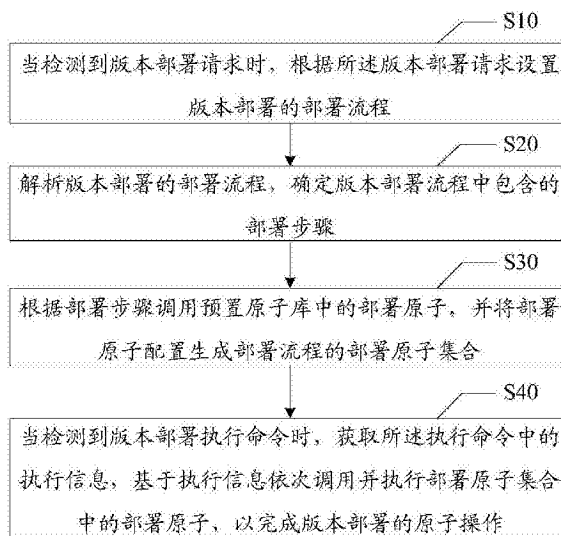 S10
当检测到版本部署请求时，根据所述版本部署请求设置
版本部署的部署流程
S20
解析版本部署的部署流程，确定版本部署流程中包含的
部署步骤
S30
根据部署步骤调用预置原子库中的部署原子，并将部署
原子配置生成部署流程的部署原子集合
S40
当检测到版本部署执行命令时，获取所述执行命令中的
执行信息，基于执行信息依次调用并执行部署原子集合
中的部署原子、以完成版本部署的原子操作